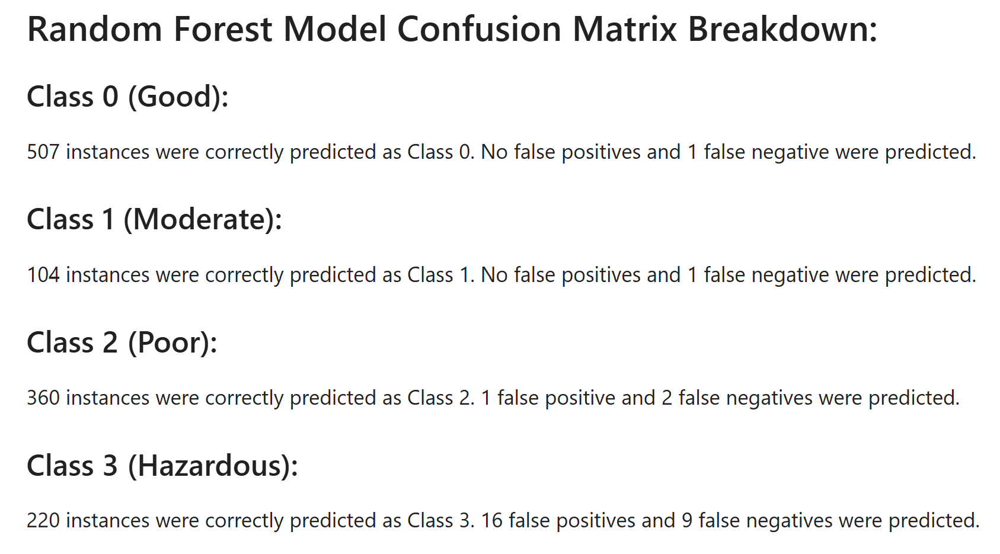 Random Forest Model Confusion Matrix Breakdown:
Class 0 (Good):
507 instances were correctly predicted as Class 0. No false positives and 1 false negative were predicted.
Class 1 (Moderate):
104 instances were correctly predicted as Class 1. No false positives and 1 false negative were predicted.
Class 2 (Poor):
360 instances were correctly predicted as Class 2. 1 false positive and 2 false negatives were predicted.
Class 3 (Hazardous):
220 instances were correctly predicted as Class 3. 16 false positives and 9 false negatives were predicted.